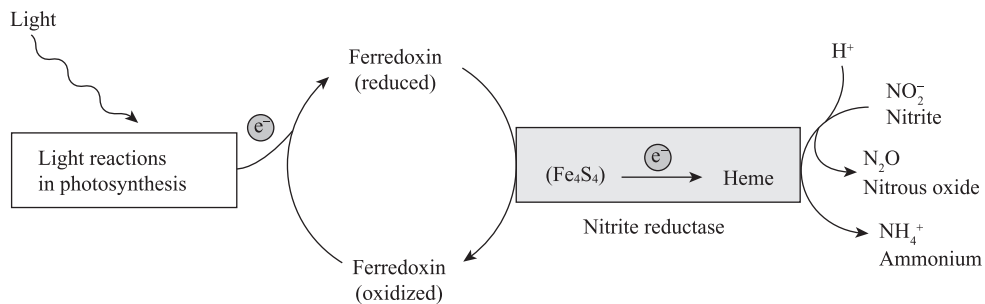 Light
Ferredoxin
(reduced)
H⁺
NO₂⁻
Nitrite
e⁻
Light reactions
in photosynthesis
(Fe₄S₄)
e⁻
Heme
N₂O
Nitrous oxide
Nitrite reductase
NH₄⁺
Ammonium
Ferredoxin
(oxidized)